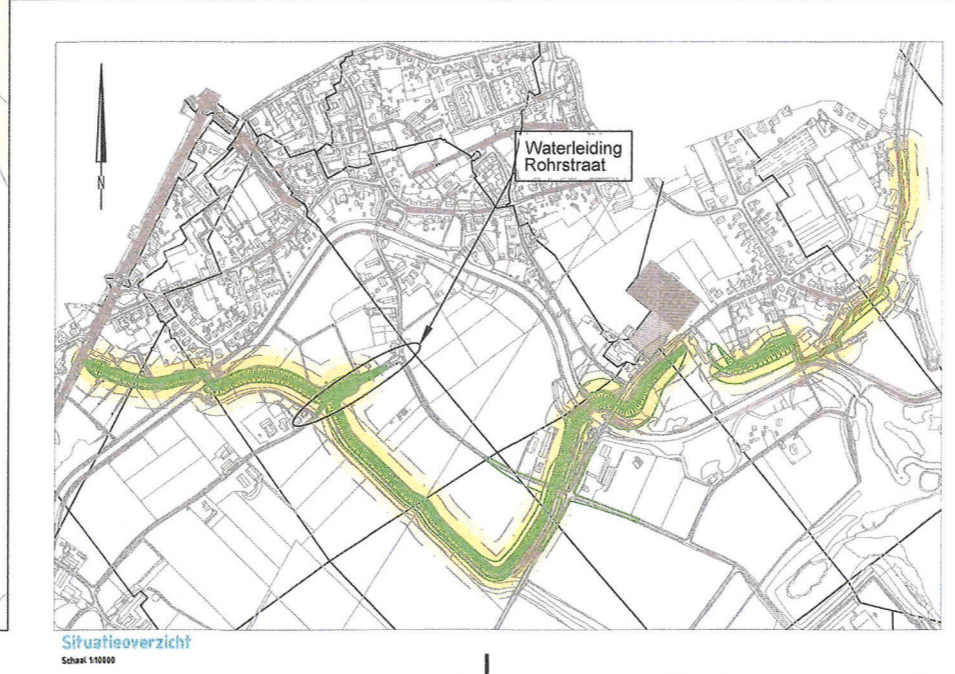 N
Waterleiding
Rohrstraat
Situatieoverzicht
Schaal 1:10000